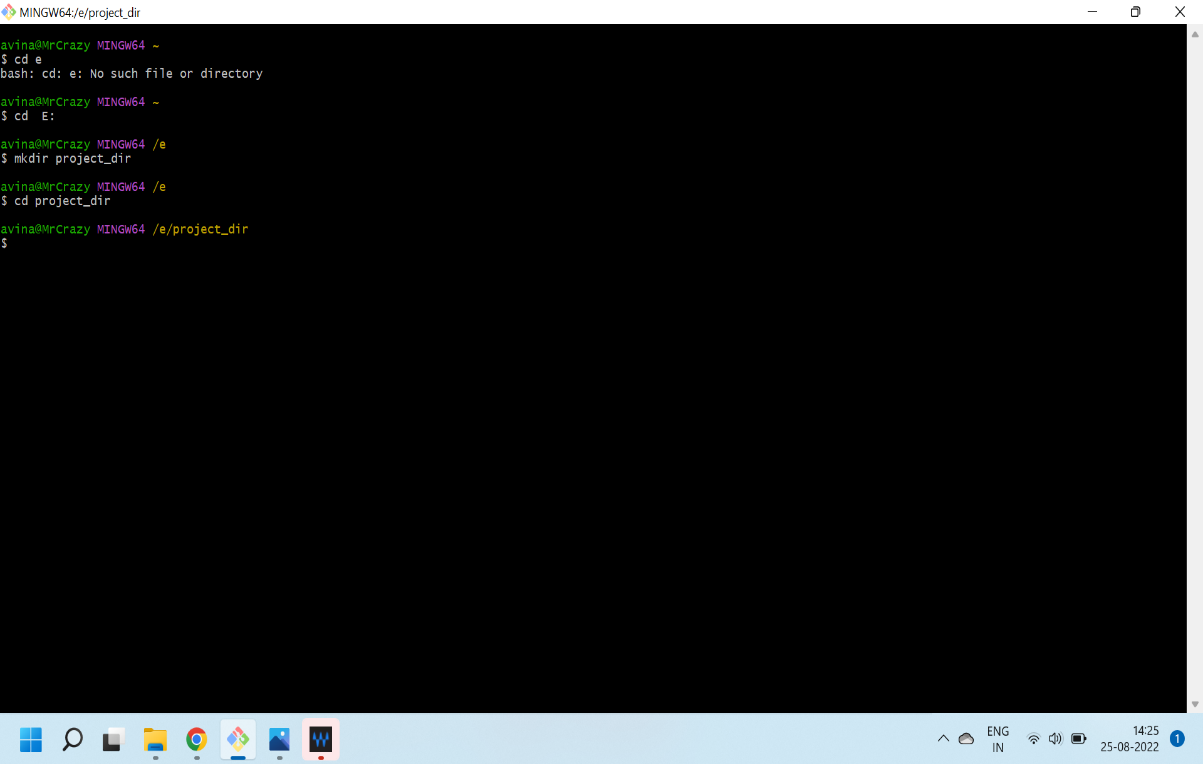 MINGW64:/e/project_dir
avina@MrCrazy MINGW64 ~
$ cd e
bash: cd: e: No such file or directory
avina@MrCrazy MINGW64 ~
$ cd  E:
avina@MrCrazy MINGW64 /e
$ mkdir project_dir
avina@MrCrazy MINGW64 /e
$ cd project_dir
avina@MrCrazy MINGW64 /e/project_dir
$
ENG
IN
14:25
25-08-2022
1